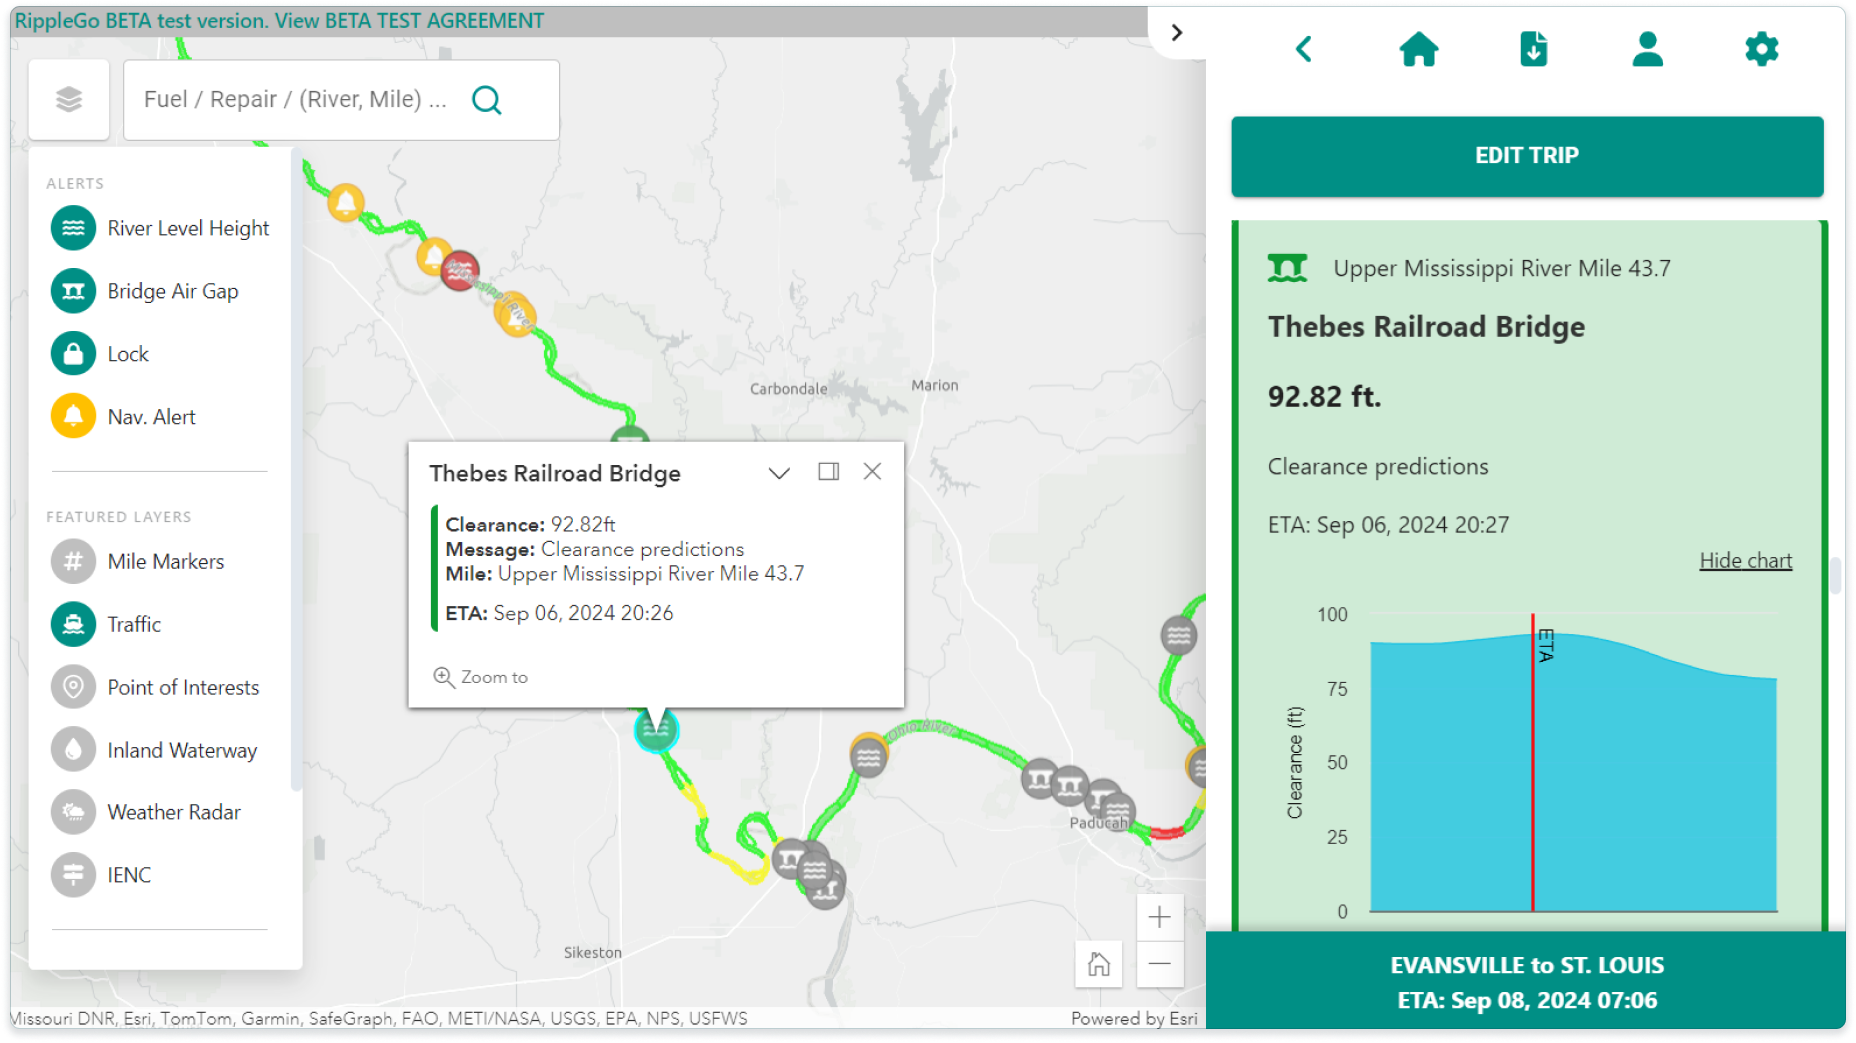 RippleGo BETA test version. View BETA TEST AGREEMENT
Fuel / Repair / (River, Mile) ...
ALERTS
River Level Height
Bridge Air Gap
Lock
Nav. Alert
FEATURED LAYERS
Mile Markers
Traffic
Point of Interests
Inland Waterway
Weather Radar
IENC
Carbondale
Marion
Thebes Railroad Bridge
Clearance: 92.82ft
Message: Clearance predictions
Mile: Upper Mississippi River Mile 43.7
ETA: Sep 06, 2024 20:26
Zoom to
Ohio River
Paducah
Sikeston
Missouri DNR, Esri, TomTom, Garmin, SafeGraph, FAO, METI/NASA, USGS, EPA, NPS, USFWS
Powered by Esri
EDIT TRIP
Upper Mississippi River Mile 43.7
Thebes Railroad Bridge
92.82 ft.
Clearance predictions
ETA: Sep 06, 2024 20:27
Hide chart
Clearance (ft)
100
75
50
25
0
ETA
EVANSVILLE to ST. LOUIS
ETA: Sep 08, 2024 07:06